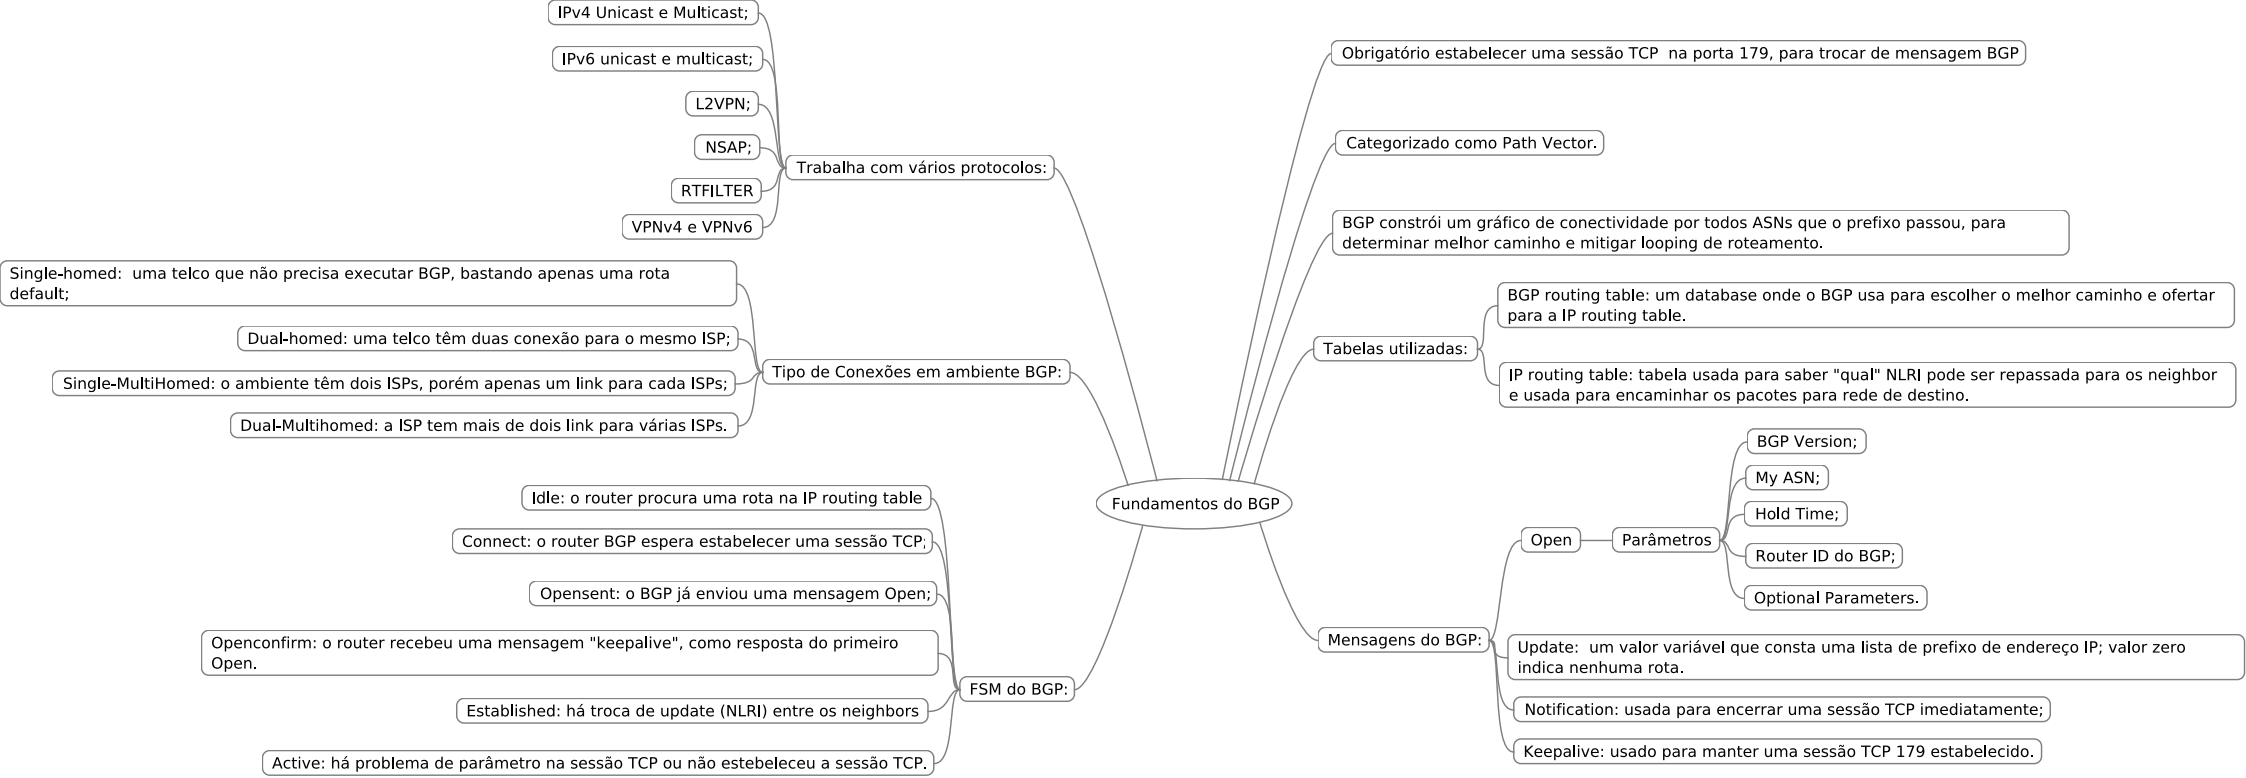 Fundamentos do BGP
IPv4 Unicast e Multicast;
IPv6 unicast e multicast;
L2VPN;
NSAP;
RTFILTER
VPNv4 e VPNv6
Trabalha com vários protocolos:
Single-homed:  uma telco que não precisa executar BGP, bastando apenas uma rota
default;
Dual-homed: uma telco têm duas conexão para o mesmo ISP;
Single-MultiHomed: o ambiente têm dois ISPs, porém apenas um link para cada ISPs;
Dual-Multihomed: a ISP tem mais de dois link para várias ISPs.
Tipo de Conexões em ambiente BGP:
Idle: o router procura uma rota na IP routing table
Connect: o router BGP espera estabelecer uma sessão TCP;
Opensent: o BGP já enviou uma mensagem Open;
Openconfirm: o router recebeu uma mensagem "keepalive", como resposta do primeiro
Open.
Established: há troca de update (NLRI) entre os neighbors
Active: há problema de parâmetro na sessão TCP ou não estebeleceu a sessão TCP.
FSM do BGP:
Obrigatório estabelecer uma sessão TCP  na porta 179, para trocar de mensagem BGP
Categorizado como Path Vector.
BGP constrói um gráfico de conectividade por todos ASNs que o prefixo passou, para
determinar melhor caminho e mitigar looping de roteamento.
Tabelas utilizadas:
BGP routing table: um database onde o BGP usa para escolher o melhor caminho e ofertar
para a IP routing table.
IP routing table: tabela usada para saber "qual" NLRI pode ser repassada para os neighbor
e usada para encaminhar os pacotes para rede de destino.
Mensagens do BGP:
Open
Parâmetros
BGP Version;
My ASN;
Hold Time;
Router ID do BGP;
Optional Parameters.
Update:  um valor variável que consta uma lista de prefixo de endereço IP; valor zero
indica nenhuma rota.
Notification: usada para encerrar uma sessão TCP imediatamente;
Keepalive: usado para manter uma sessão TCP 179 estabelecido.